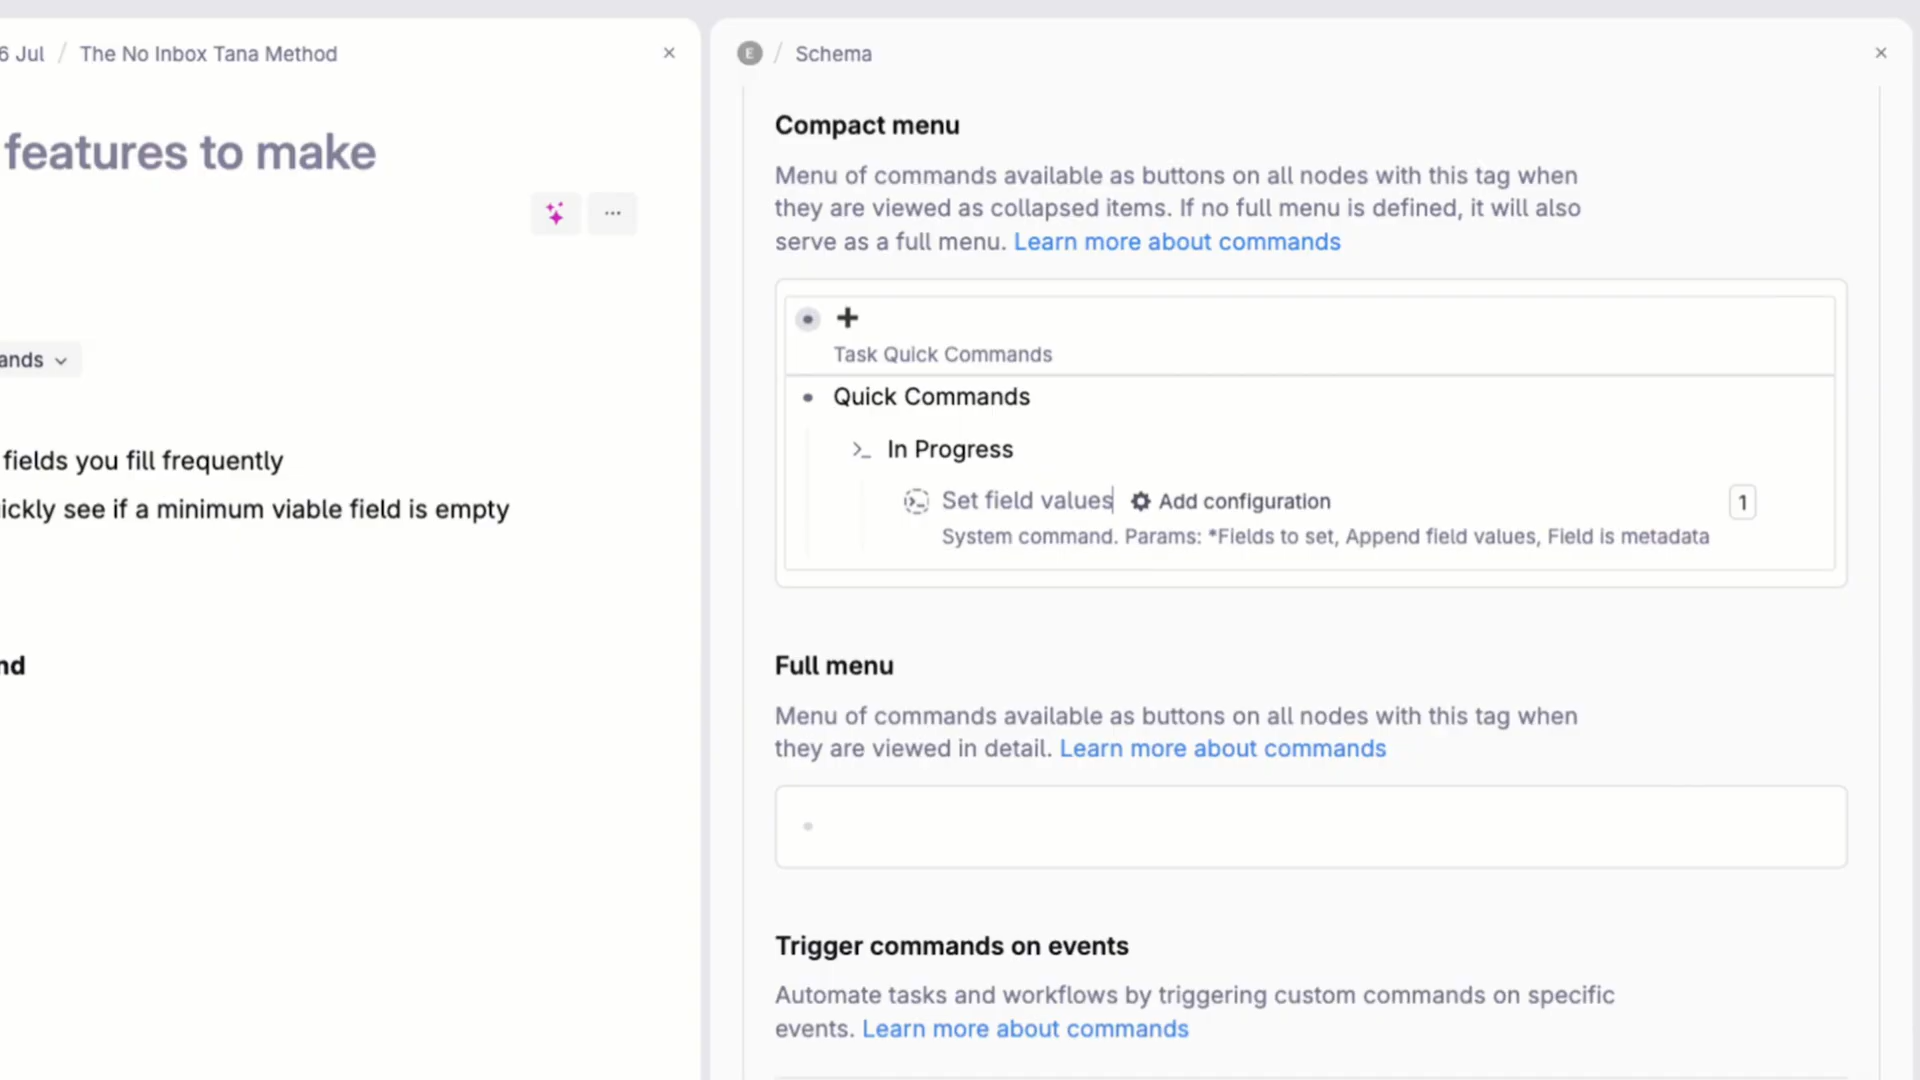 6 Jul / The No Inbox Tana Method
features to make
ands
fields you fill frequently
ickly see if a minimum viable field is empty
nd
E / Schema
Compact menu
Menu of commands available as buttons on all nodes with this tag when
they are viewed as collapsed items. If no full menu is defined, it will also
serve as a full menu. Learn more about commands
Task Quick Commands
Quick Commands
In Progress
Set field values Add configuration 1
System command. Params: *Fields to set, Append field values, Field is metadata
Full menu
Menu of commands available as buttons on all nodes with this tag when
they are viewed in detail. Learn more about commands
Trigger commands on events
Automate tasks and workflows by triggering custom commands on specific
events. Learn more about commands